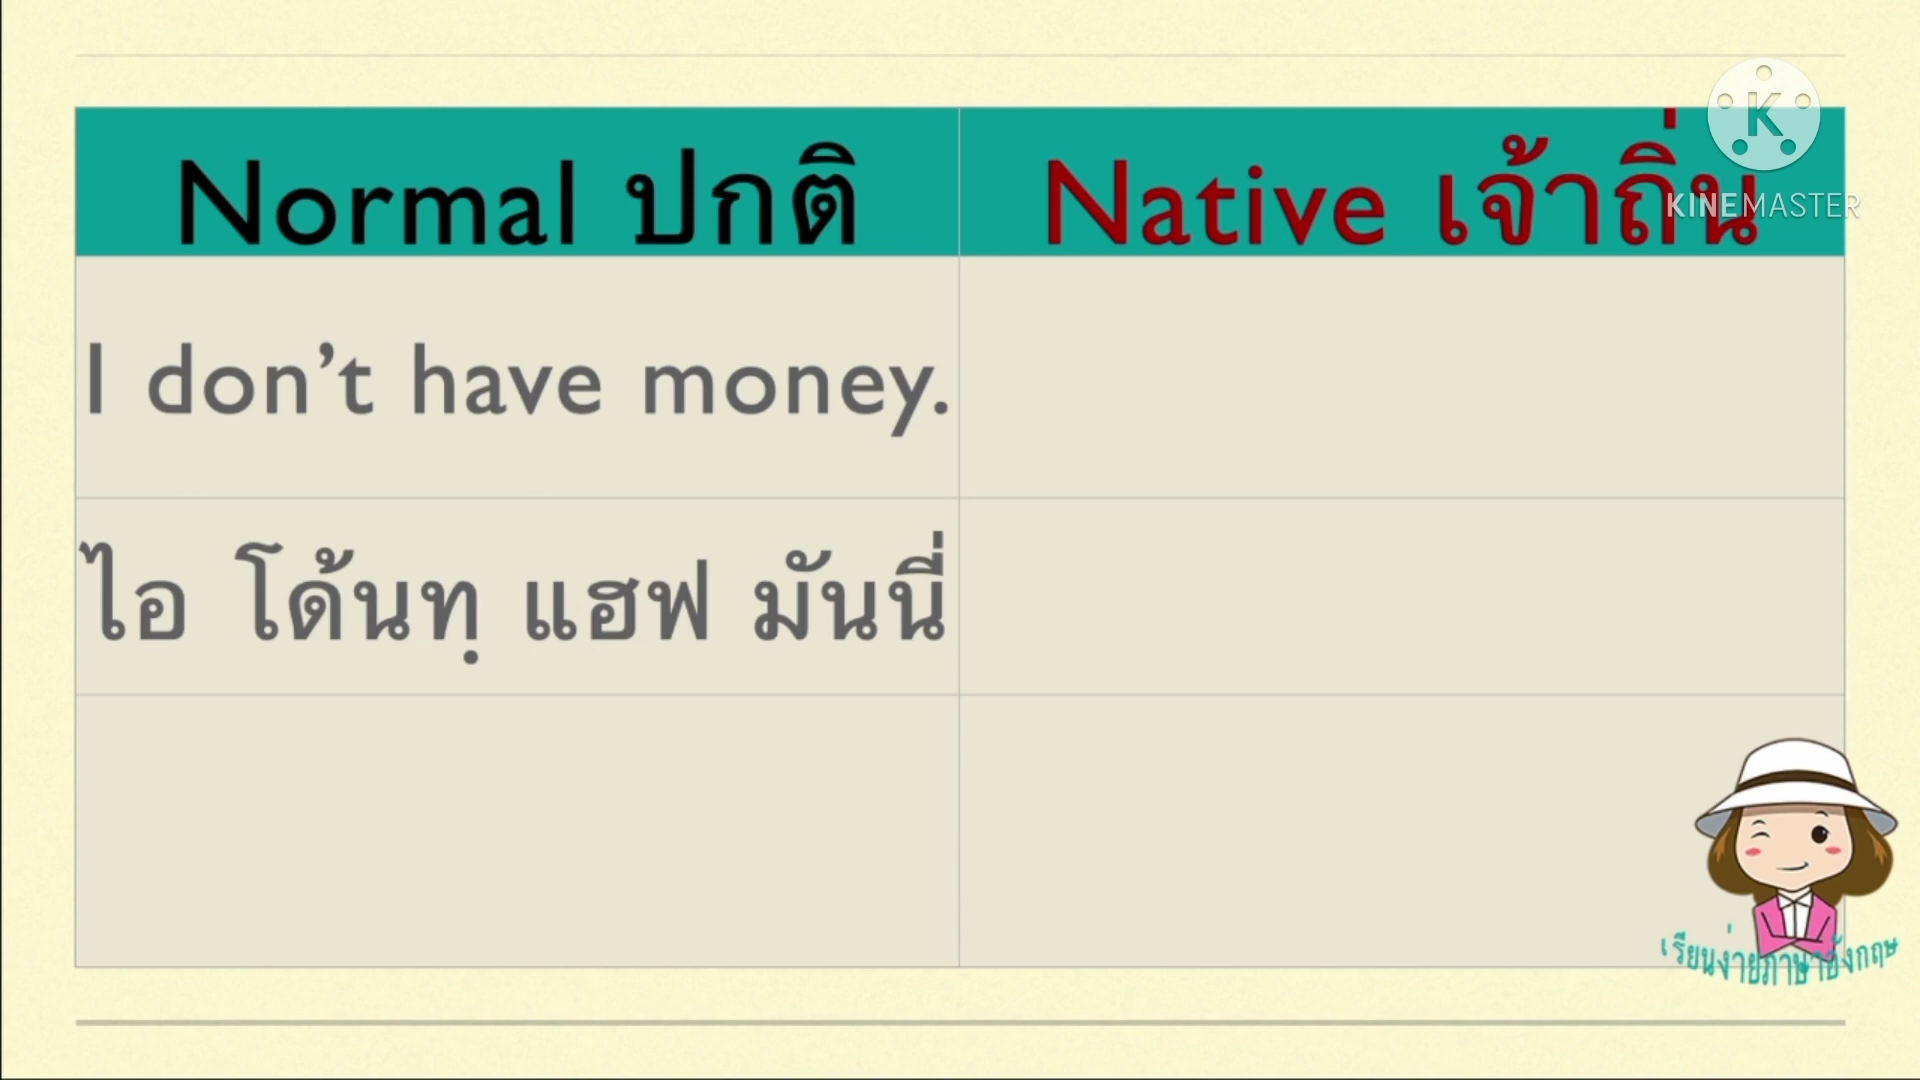 Normal ปกติ
Native เจ้าถิ่น
KINEMASTER
I don’t have money.
ไอ โด้นทฺ แฮฟ มันนี่
เรียนง่ายภาษาอังกฤษ